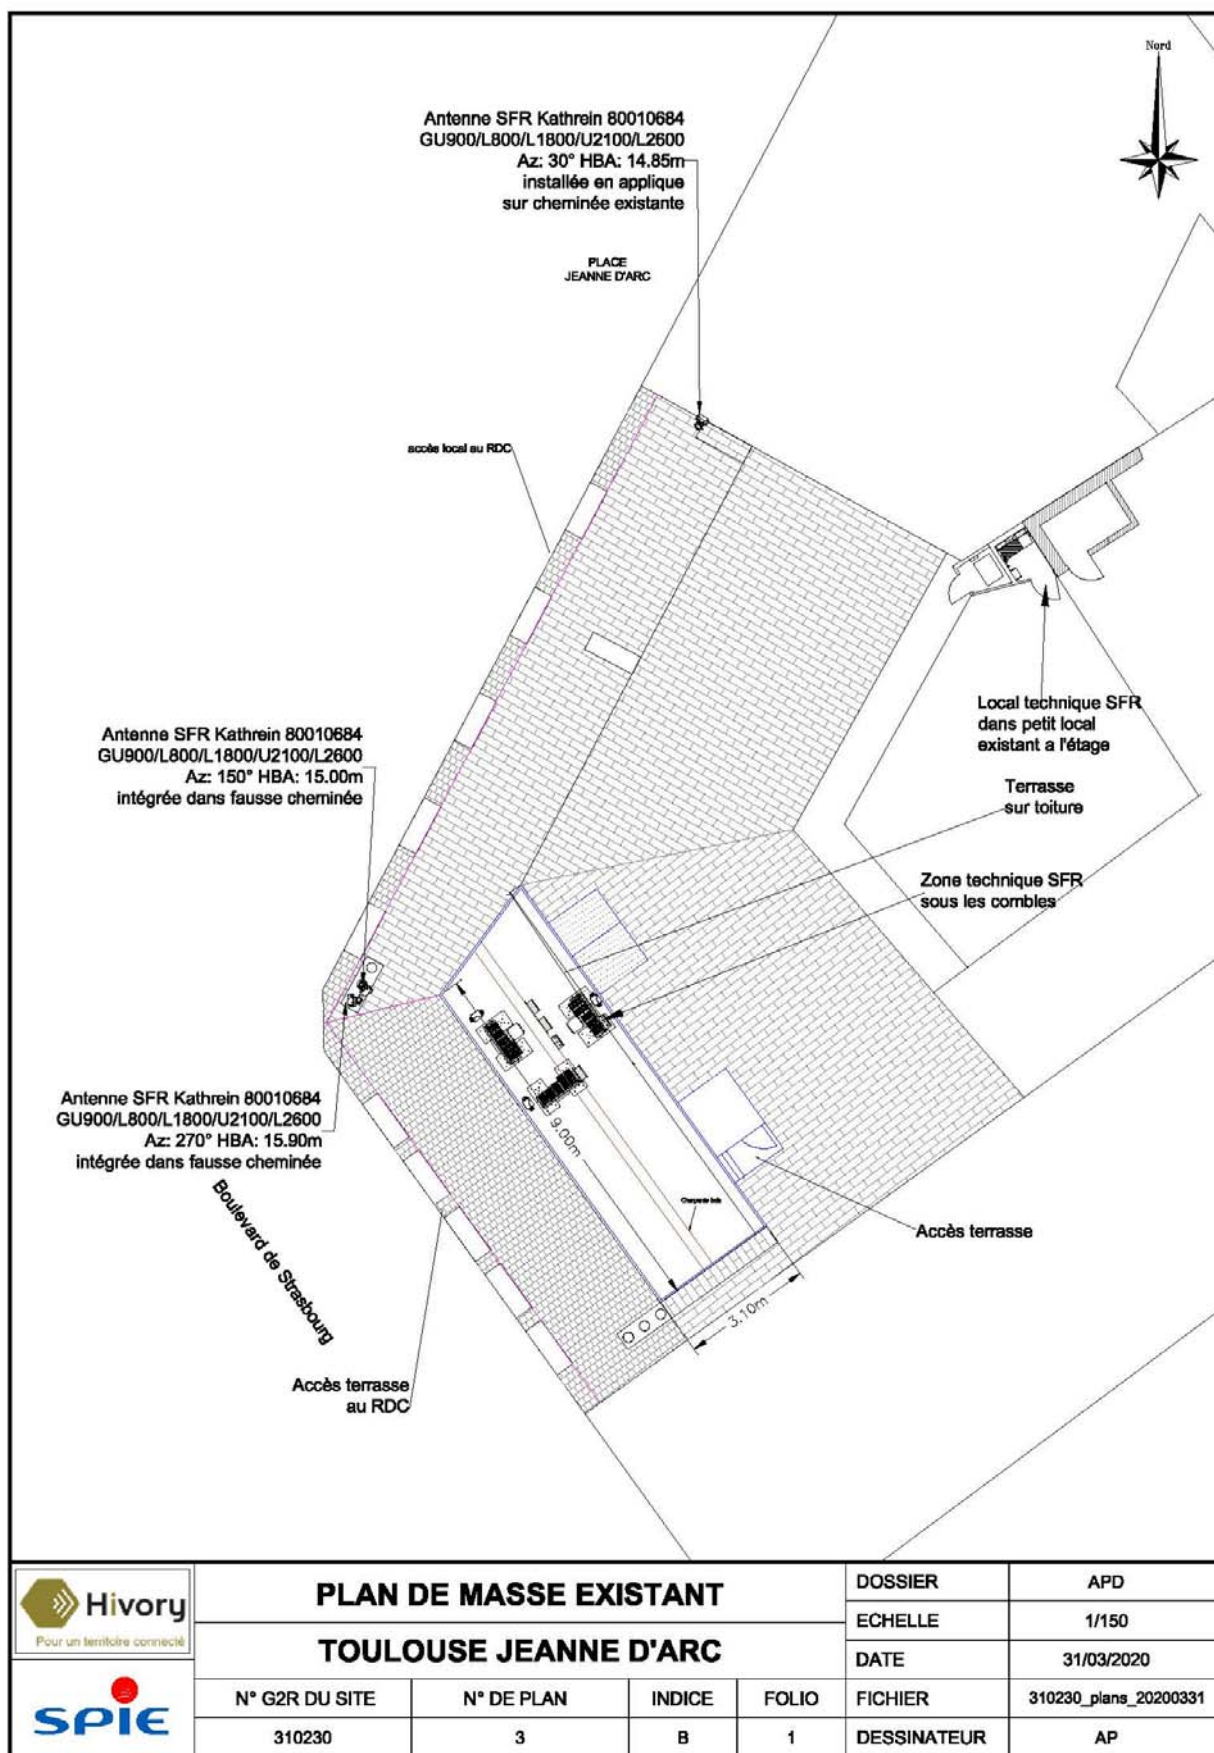 Nord
Antenne SFR Kathrein 80010684
GU900/L800/L1800/U2100/L2600
Az: 30° HBA: 14.85m
installée en applique
sur cheminée existante
PLACE
JEANNE D'ARC
accès local au RDC
Local technique SFR
dans petit local
existant a l'étage
Antenne SFR Kathrein 80010684
GU900/L800/L1800/U2100/L2600
Az: 150° HBA: 15.00m
intégrée dans fausse cheminée
Terrasse
sur toiture
Zone technique SFR
sous les combles
Antenne SFR Kathrein 80010684
GU900/L800/L1800/U2100/L2600
Az: 270° HBA: 15.90m
intégrée dans fausse cheminée
9.00m
Charpente bois
Boulevard de Strasbourg
Accès terrasse
3.10m
Accès terrasse
au RDC
Hivory
Pour un territoire connecté
SPIE
PLAN DE MASSE EXISTANT
TOULOUSE JEANNE D'ARC
N° G2R DU SITE
N° DE PLAN
INDICE
FOLIO
310230
3
B
1
DOSSIER
APD
ECHELLE
1/150
DATE
31/03/2020
FICHIER
310230_plans_20200331
DESSINATEUR
AP